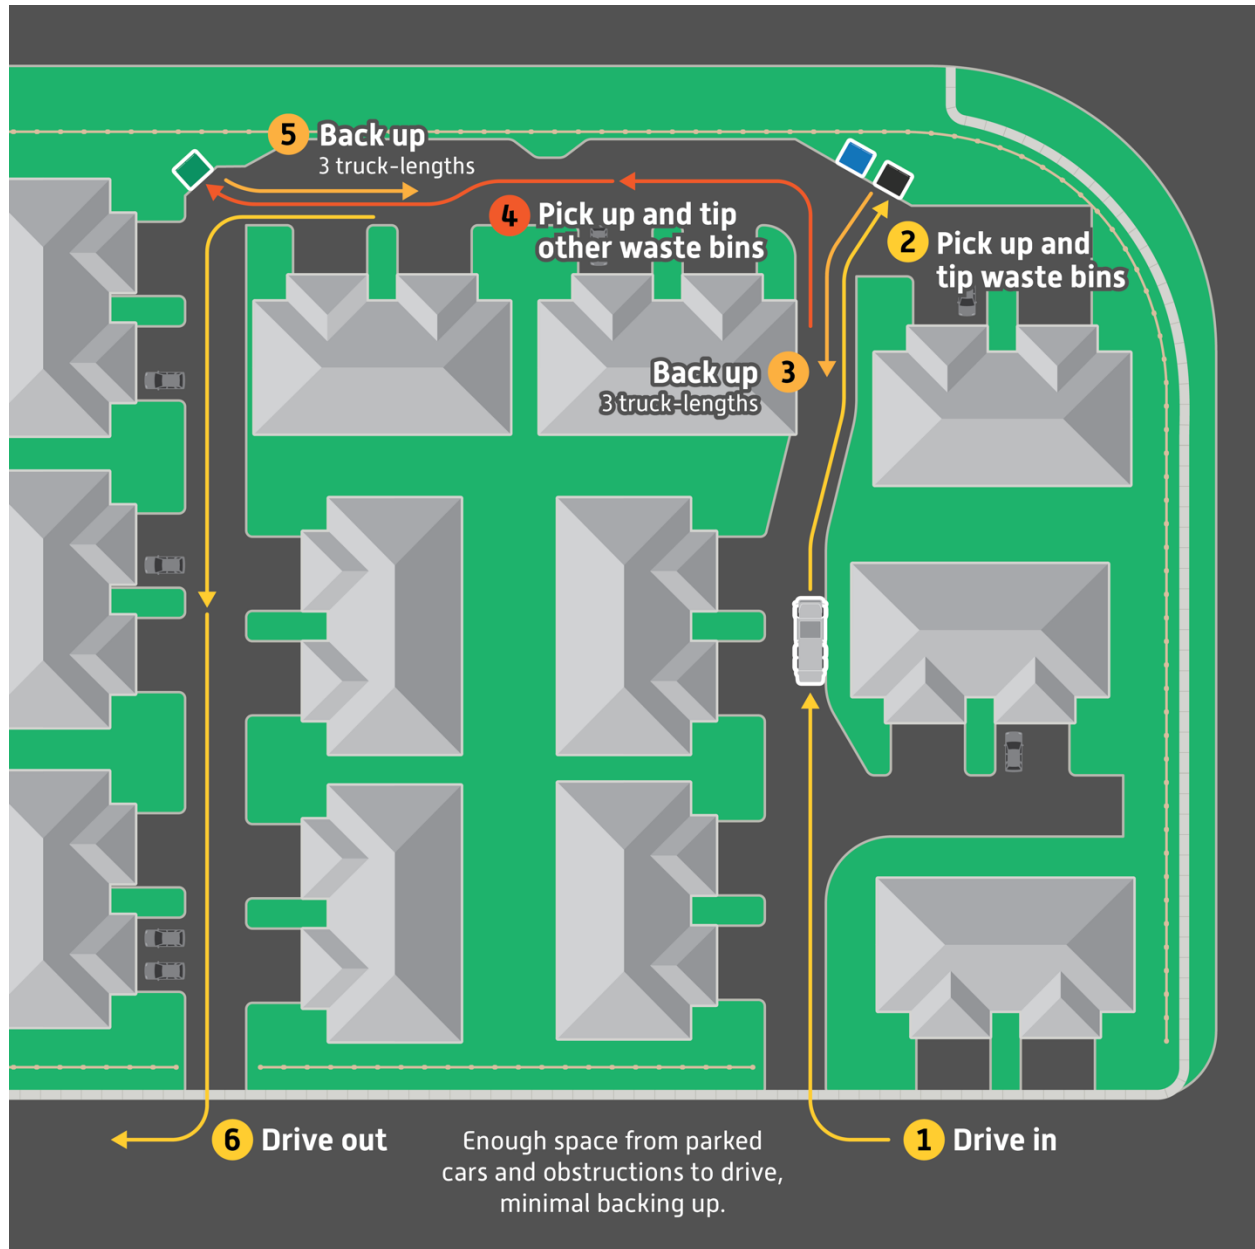 5 Back up
3 truck-lengths
4 Pick up and tip
other waste bins
2 Pick up and
tip waste bins
Back up 3
3 truck-lengths
6 Drive out
Enough space from parked
cars and obstructions to drive,
minimal backing up.
1 Drive in